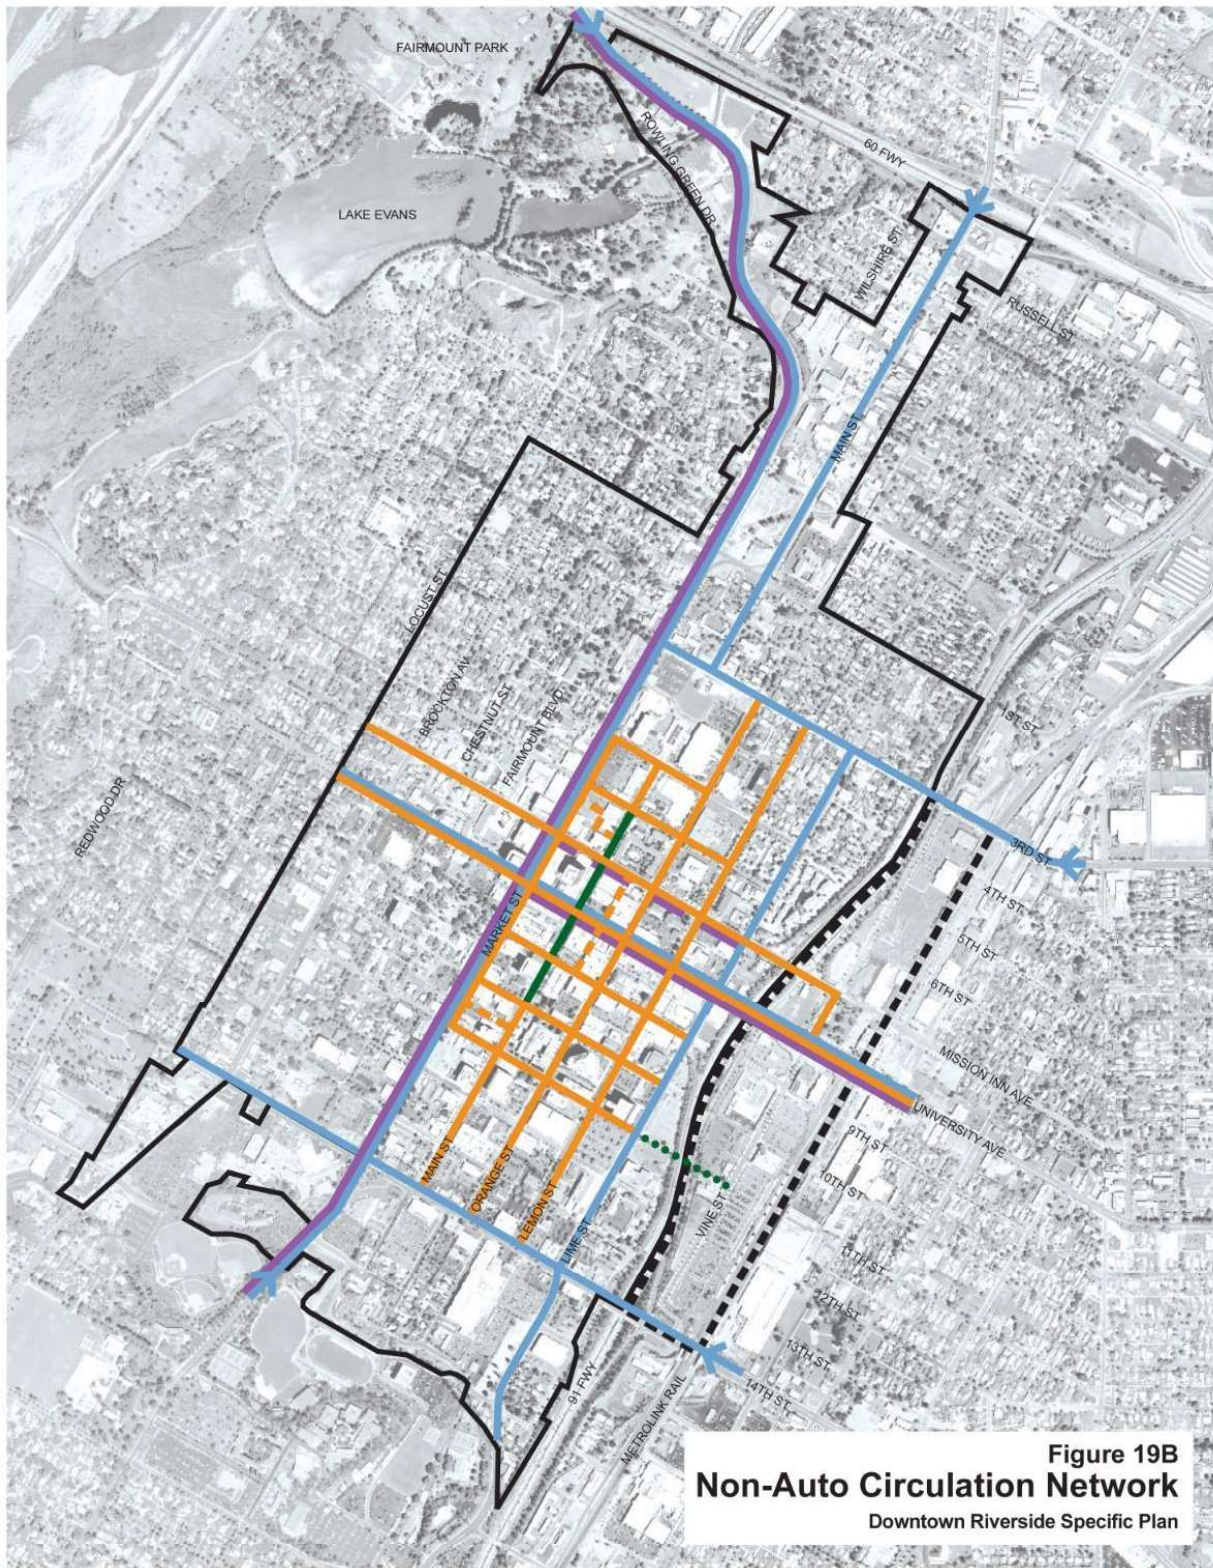 FAIRMOUNT PARK
ROWLING GREEN DR
60 FWY
LAKE EVANS
WILSHIRE ST
RUSSELL ST
MAIN ST
LOCUST ST
BROCKTON AV
CHESTNUT ST
FAIRMOUNT BLVD
1ST ST
REDWOOD DR
3RD ST
4TH ST
MARKET ST
5TH ST
6TH ST
MISSION INN AVE
UNIVERSITY AVE
9TH ST
MAIN ST
ORANGE ST
10TH ST
LEMON ST
VINE ST
LIME ST
11TH ST
12TH ST
13TH ST
91 FWY
14TH ST
METROLINK RAIL
Figure 19B
Non-Auto Circulation Network
Downtown Riverside Specific Plan